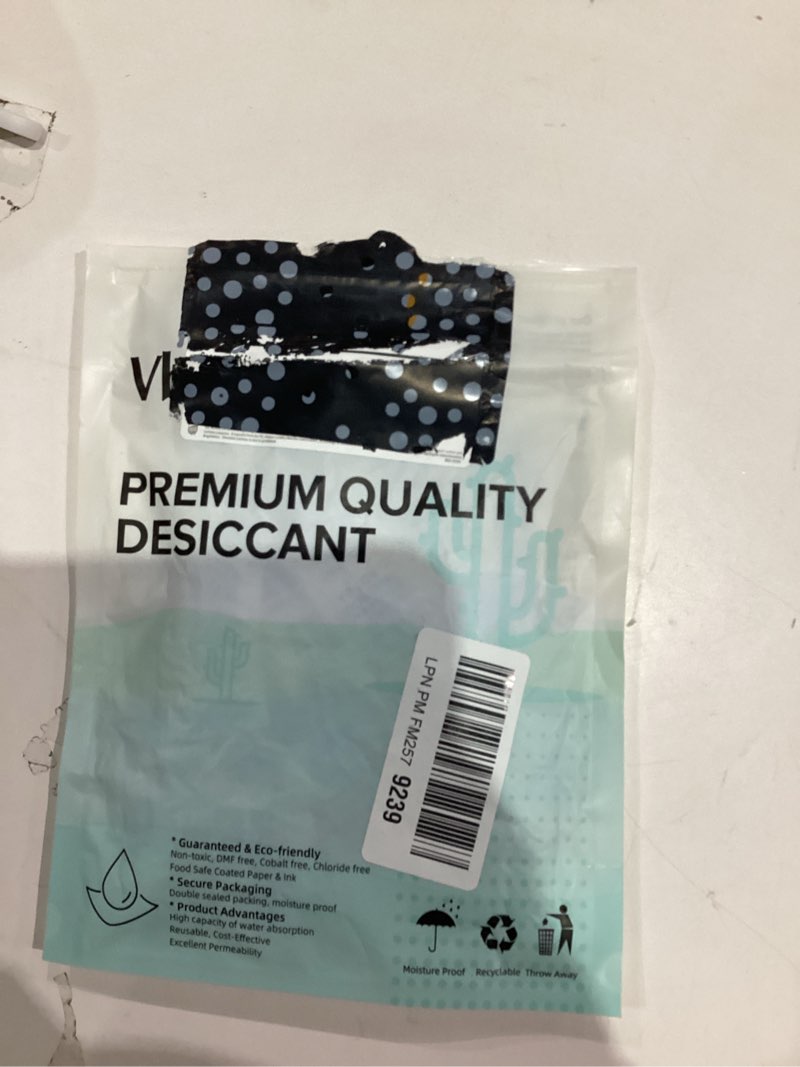 PREMIUM QUALITY
DESICCANT
LPN PM FM257 9239
* Guaranteed & Eco-friendly
Non-toxic, DMF free, Cobalt free, Chloride free
Food Safe Coated Paper & Ink
* Secure Packaging
Double sealed packing, moisture proof
* Product Advantages
High capacity of water absorption
Reusable, Cost-Effective
Excellent Permeability
Moisture Proof Recyclable Throw Away